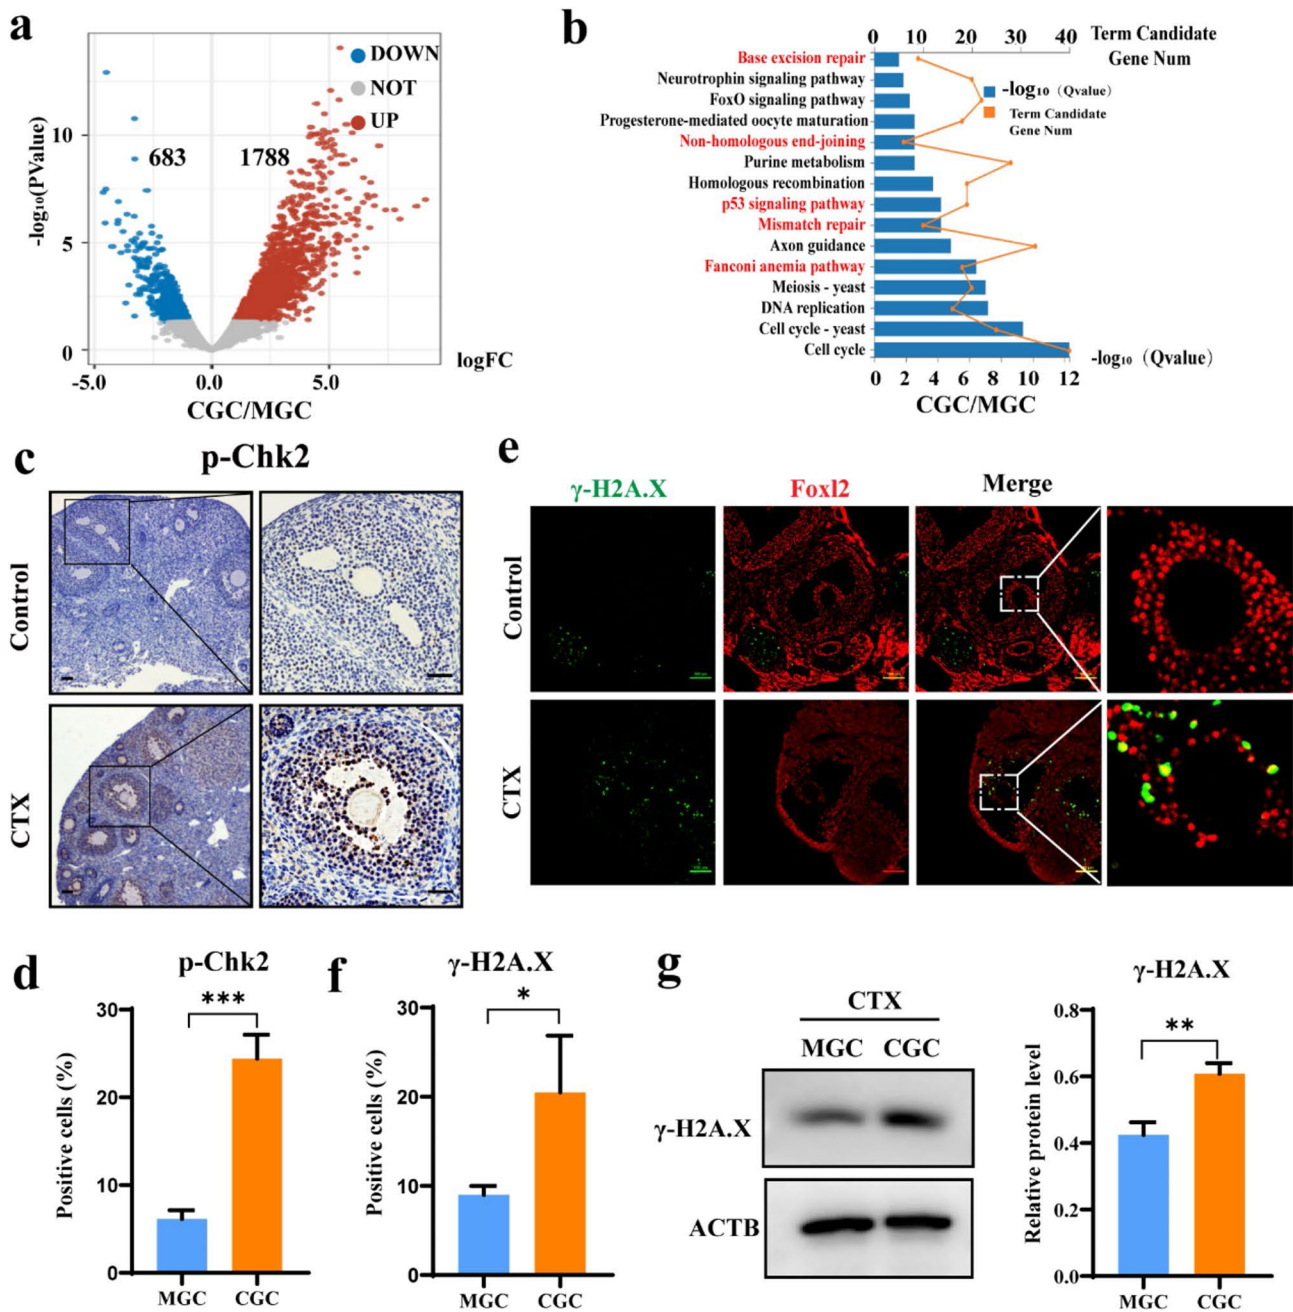 a
DOWN
NOT
UP
683
1788
-log₁₀(PValue)
10
5
0
-5.0
0.0
5.0
logFC
CGC/MGC
b
0
10
20
30
40
Term Candidate
Gene Num
Base excision repair
Neurotrophin signaling pathway
FoxO signaling pathway
Progesterone-mediated oocyte maturation
Non-homologous end-joining
Purine metabolism
Homologous recombination
p53 signaling pathway
Mismatch repair
Axon guidance
Fanconi anemia pathway
Meiosis - yeast
DNA replication
Cell cycle - yeast
Cell cycle
-log₁₀（Qvalue）
Term Candidate
Gene Num
0
2
4
6
8
10
12
-log₁₀（Qvalue）
CGC/MGC
c
p-Chk2
Control
CTX
e
γ-H2A.X
Foxl2
Merge
Control
CTX
d
p-Chk2
***
Positive cells (%)
30
20
10
0
MGC
CGC
f
γ-H2A.X
*
Positive cells (%)
30
20
10
0
MGC
CGC
g
CTX
MGC CGC
γ-H2A.X
ACTB
γ-H2A.X
**
Relative protein level
0.8
0.6
0.4
0.2
0.0
MGC
CGC